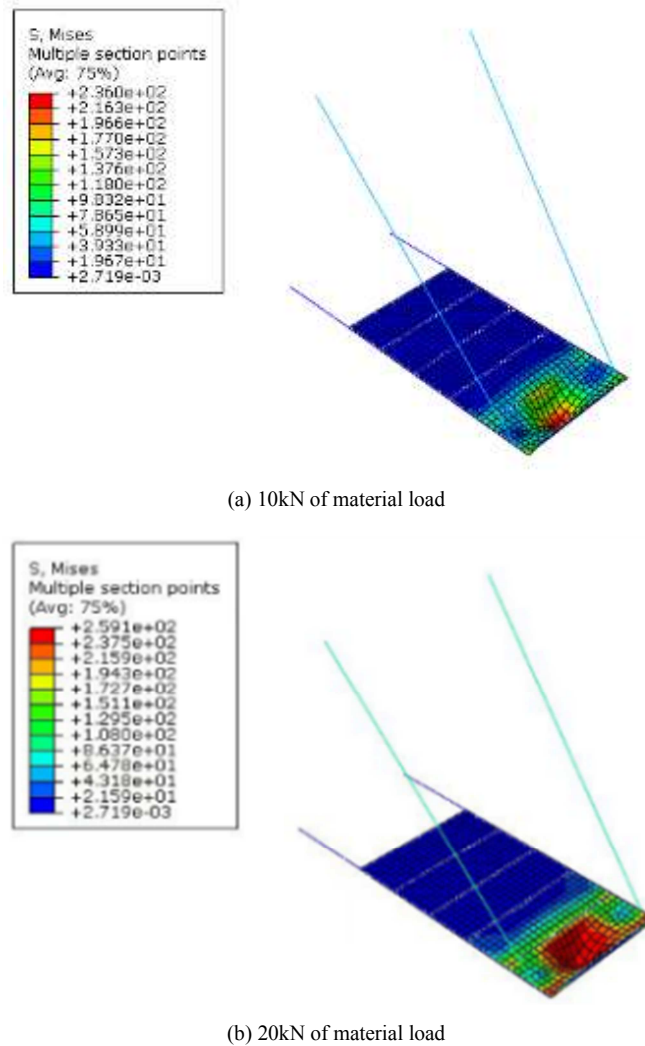 S, Mises
Multiple section points
(Avg: 75%)
+2.360e+02
+2.163e+02
+1.966e+02
+1.770e+02
+1.573e+02
+1.376e+02
+1.180e+02
+9.832e+01
+7.865e+01
+5.899e+01
+3.933e+01
+1.967e+01
+2.719e-03
(a) 10kN of material load
S, Mises
Multiple section points
(Avg: 75%)
+2.591e+02
+2.375e+02
+2.159e+02
+1.943e+02
+1.727e+02
+1.511e+02
+1.295e+02
+1.080e+02
+8.637e+01
+6.478e+01
+4.318e+01
+2.159e+01
+2.719e-03
(b) 20kN of material load